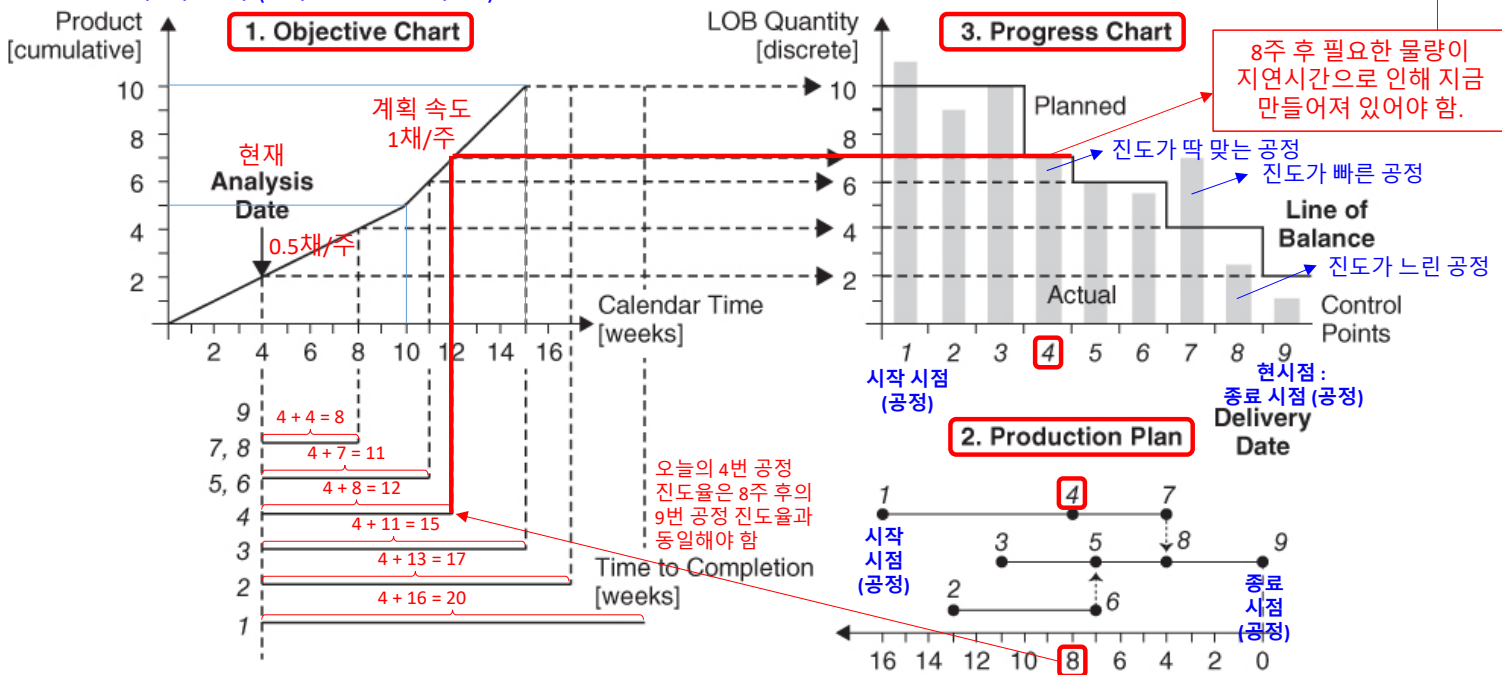 Product
[cumulative]
1. Objective Chart
10
8
6
4
2
계획 속도
1채/주
현재
Analysis
Date
0.5채/주
Calendar Time
[weeks]
2 4 6 8 10 12 14 16
9
7, 8
5, 6
4
3
2
1
4 + 4 = 8
4 + 7 = 11
4 + 8 = 12
4 + 11 = 15
4 + 13 = 17
4 + 16 = 20
Time to Completion
[weeks]
오늘의 4번 공정
진도율은 8주 후의
9번 공정 진도율과
동일해야 함
LOB Quantity
[discrete]
3. Progress Chart
8주 후 필요한 물량이
지연시간으로 인해 지금
만들어져 있어야 함.
10
8
6
4
2
Planned
진도가 딱 맞는 공정
진도가 빠른 공정
Line of
Balance
진도가 느린 공정
Actual
Control
Points
1 2 3 4 5 6 7 8 9
시작 시점
(공정)
현시점 :
종료 시점 (공정)
Delivery
Date
2. Production Plan
1 4 7
시작
시점
(공정)
3 5 8 9
2 6
종료
시점
(공정)
16 14 12 10 8 6 4 2 0